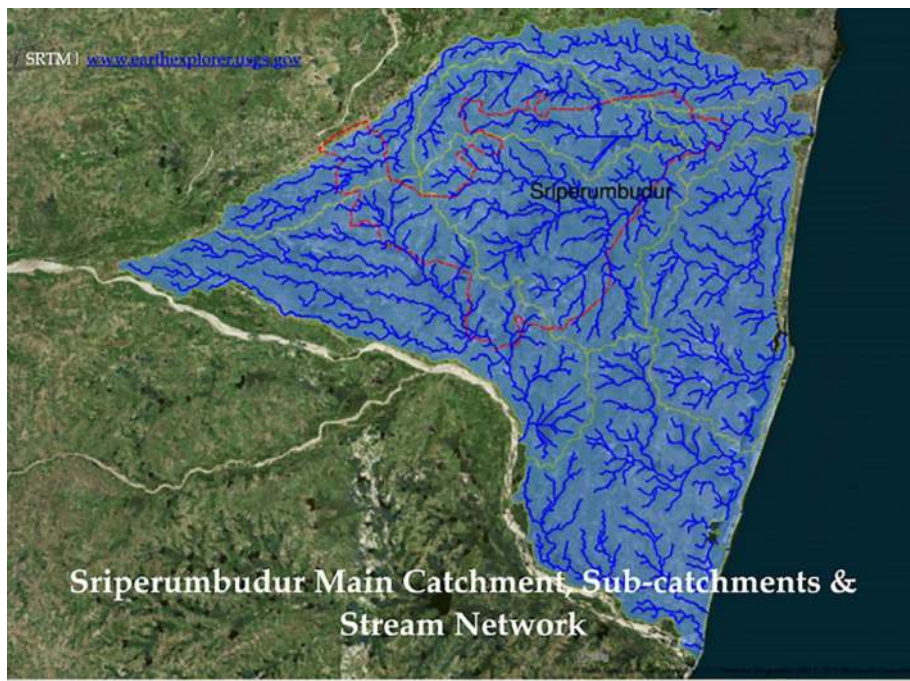 SRTM| www.earthexplorer.usgs.gov
Sriperumbudur
Sriperumbudur Main Catchment, Sub-catchments &
Stream Network